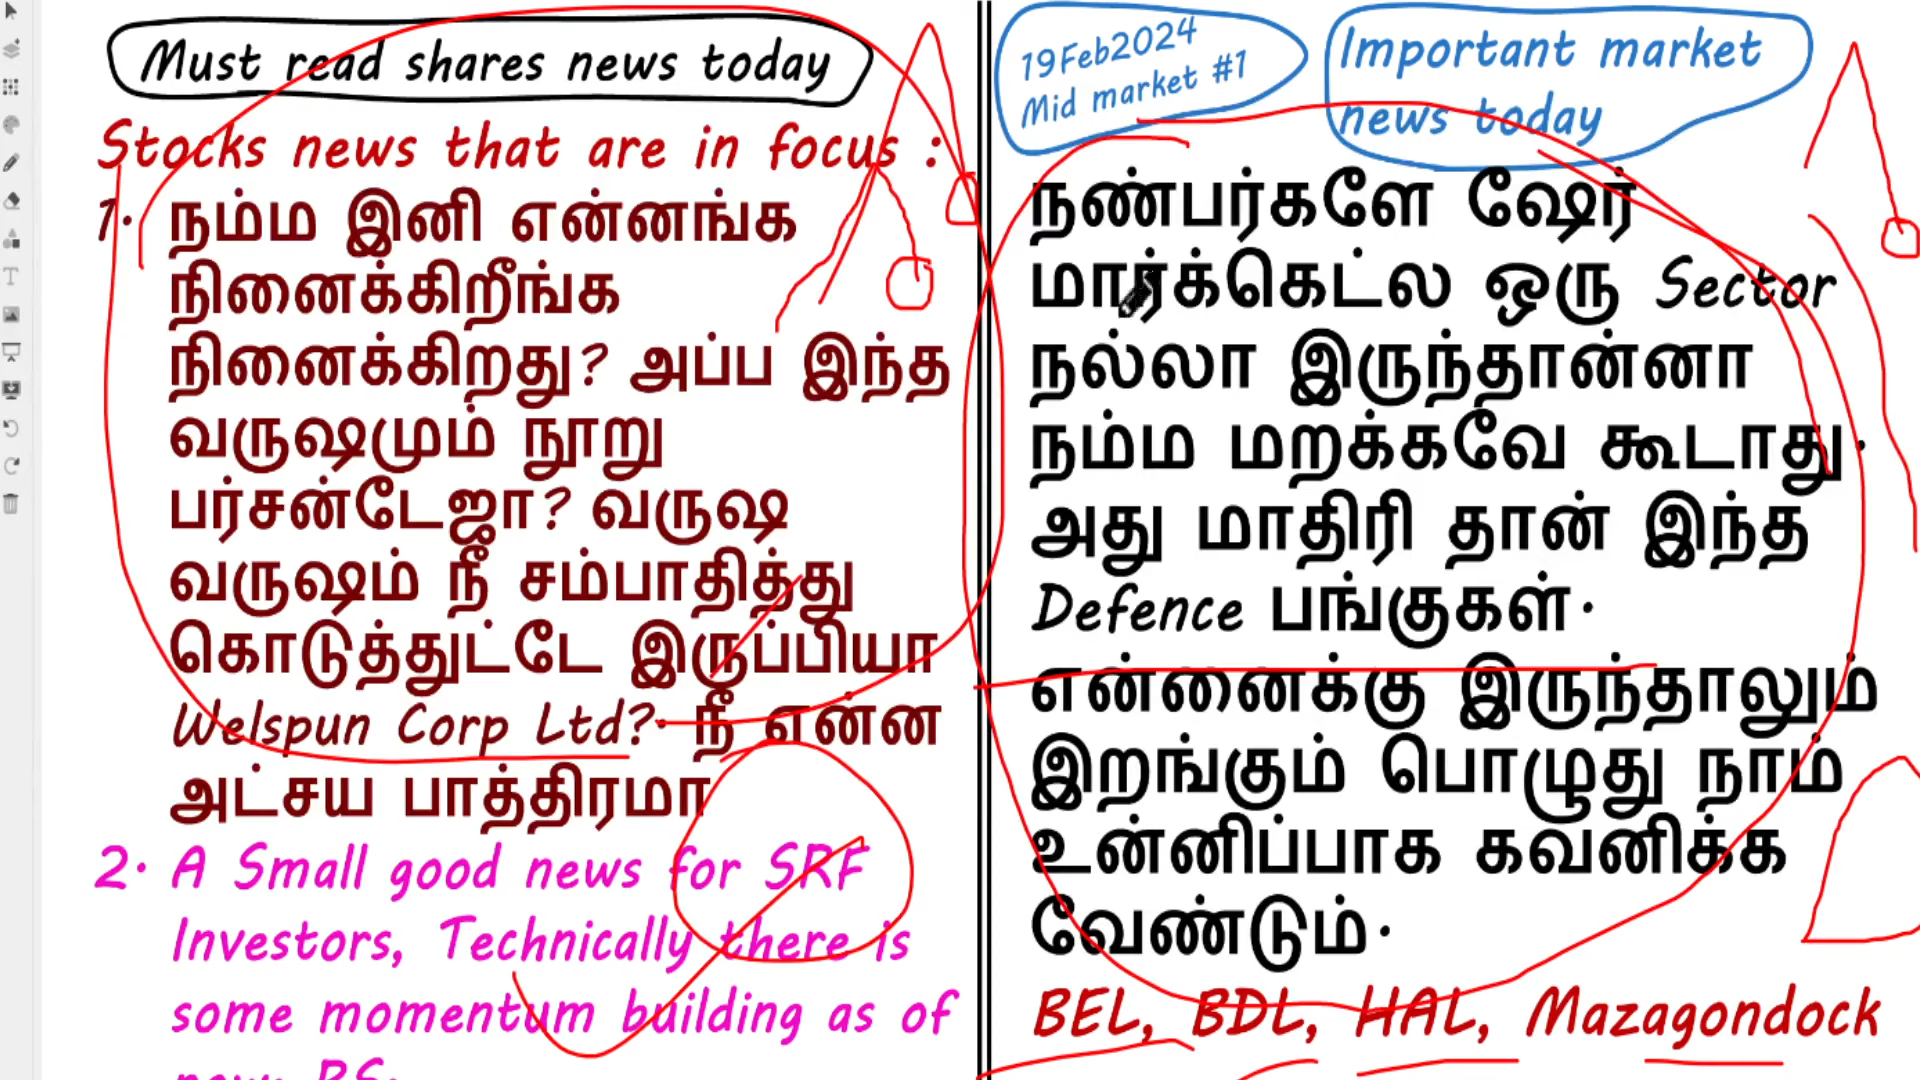 Must read shares news today
Stocks news that are in focus :
1. நம்ம இனி என்னங்க
நினைக்கிறீங்க
நினைக்கிறது? அப்ப இந்த
வருஷமும் நூறு
பர்சன்டேஜா? வருஷ
வருஷம் நீ சம்பாதித்து
கொடுத்துட்டே இருப்பியா
Welspun Corp Ltd?. நீ என்ன
அட்சய பாத்திரமா
2. A Small good news for SRF
Investors, Technically there is
some momentum building as of
19Feb2024
Mid market #1
Important market
news today
நண்பர்களே ஷேர்
மார்க்கெட்ல ஒரு Sector
நல்லா இருந்தான்னா
நம்ம மறக்கவே கூடாது.
அது மாதிரி தான் இந்த
Defence பங்குகள்.
என்னைக்கு இருந்தாலும்
இறங்கும் பொழுது நாம்
உன்னிப்பாக கவனிக்க
வேண்டும்.
BEL, BDL, HAL, Mazagondock